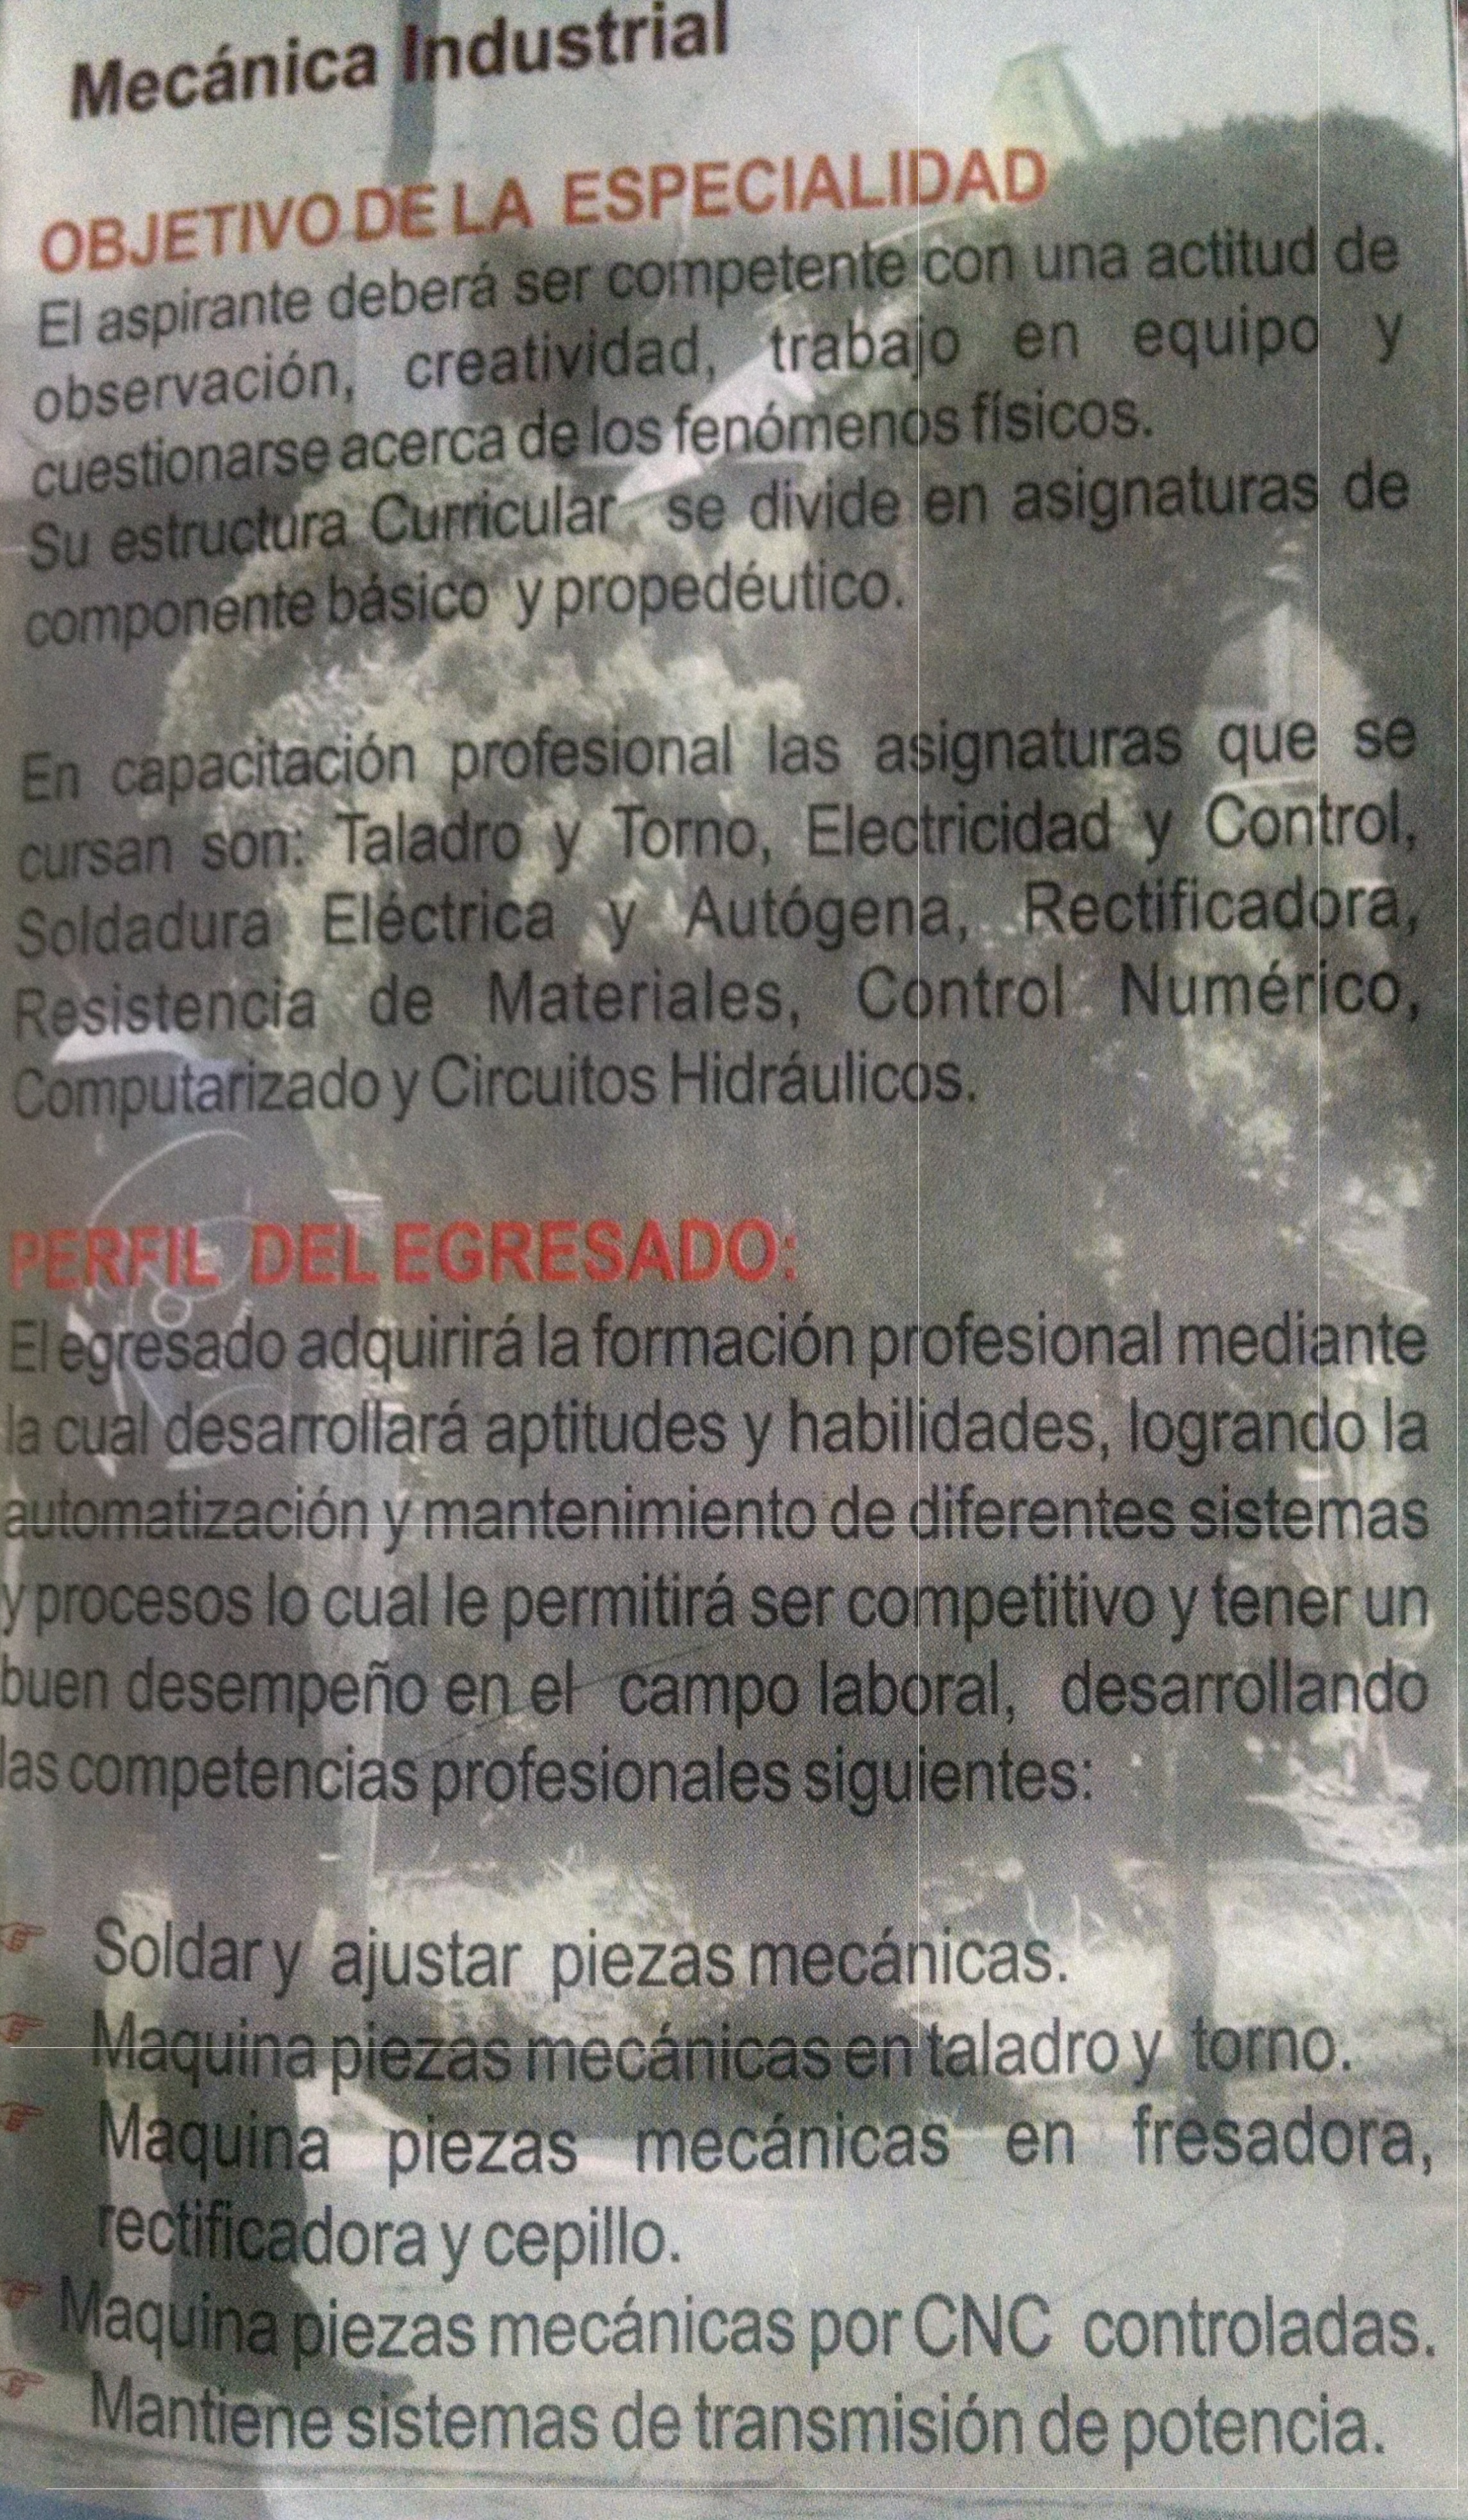 Mecánica Industrial
OBJETIVO DE LA ESPECIALIDAD
El aspirante deberá ser competente con una actitud de
observación, creatividad, trabajo en equipo y
cuestionarse acerca de los fenómenos físicos.
Su estructura Curricular se divide en asignaturas de
componente básico y propedéutico.
En capacitación profesional las asignaturas que se
cursan son: Taladro y Torno, Electricidad y Control,
Soldadura Eléctrica y Autógena, Rectificadora,
Resistencia de Materiales, Control Numérico,
Computarizado y Circuitos Hidráulicos.
PERFIL DEL EGRESADO:
El egresado adquirirá la formación profesional mediante
la cual desarrollará aptitudes y habilidades, logrando la
automatización y mantenimiento de diferentes sistemas
y procesos lo cual le permitirá ser competitivo y tener un
buen desempeño en el campo laboral, desarrollando
las competencias profesionales siguientes:
Soldar y ajustar piezas mecánicas.
Maquina piezas mecánicas en taladro y torno.
Maquina piezas mecánicas en fresadora,
rectificadora y cepillo.
Maquina piezas mecánicas por CNC controladas.
Mantiene sistemas de transmisión de potencia.